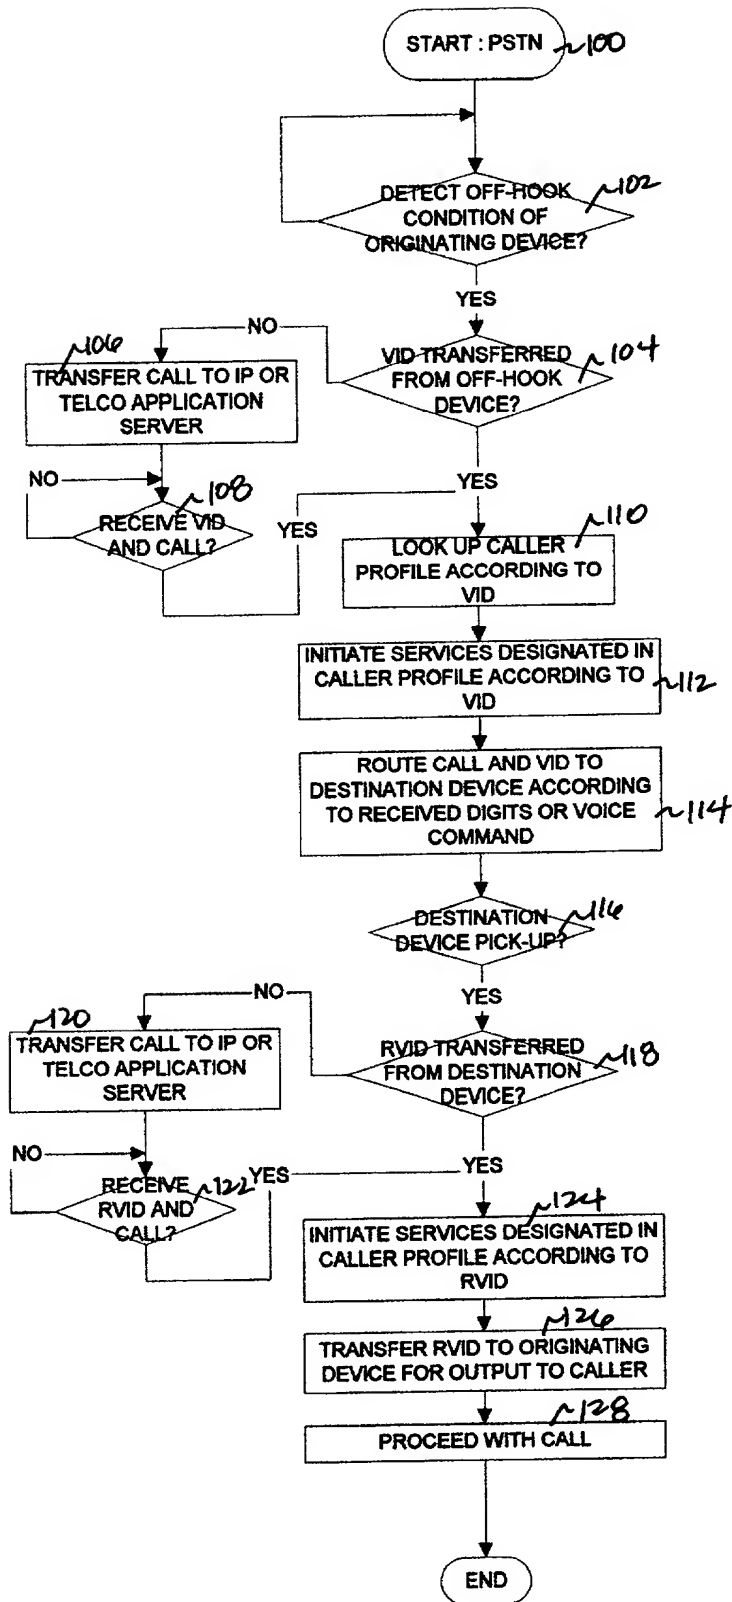 START : PSTN ~100
DETECT OFF-HOOK
CONDITION OF
ORIGINATING DEVICE?
~102
YES
NO
~106
TRANSFER CALL TO IP OR
TELCO APPLICATION
SERVER
VID TRANSFERRED
FROM OFF-HOOK
DEVICE?
~104
NO
~108
RECEIVE VID
AND CALL?
YES
YES
~110
LOOK UP CALLER
PROFILE ACCORDING TO
VID
INITIATE SERVICES DESIGNATED IN
CALLER PROFILE ACCORDING TO
VID
~112
ROUTE CALL AND VID TO
DESTINATION DEVICE ACCORDING
TO RECEIVED DIGITS OR VOICE
COMMAND
~114
DESTINATION
DEVICE PICK-UP?
~116
YES
NO
~120
TRANSFER CALL TO IP OR
TELCO APPLICATION
SERVER
RVID TRANSFERRED
FROM DESTINATION
DEVICE?
~118
NO
RECEIVE
RVID AND
CALL?
~122
YES
YES
~124
INITIATE SERVICES DESIGNATED IN
CALLER PROFILE ACCORDING TO
RVID
~126
TRANSFER RVID TO ORIGINATING
DEVICE FOR OUTPUT TO CALLER
~128
PROCEED WITH CALL
END